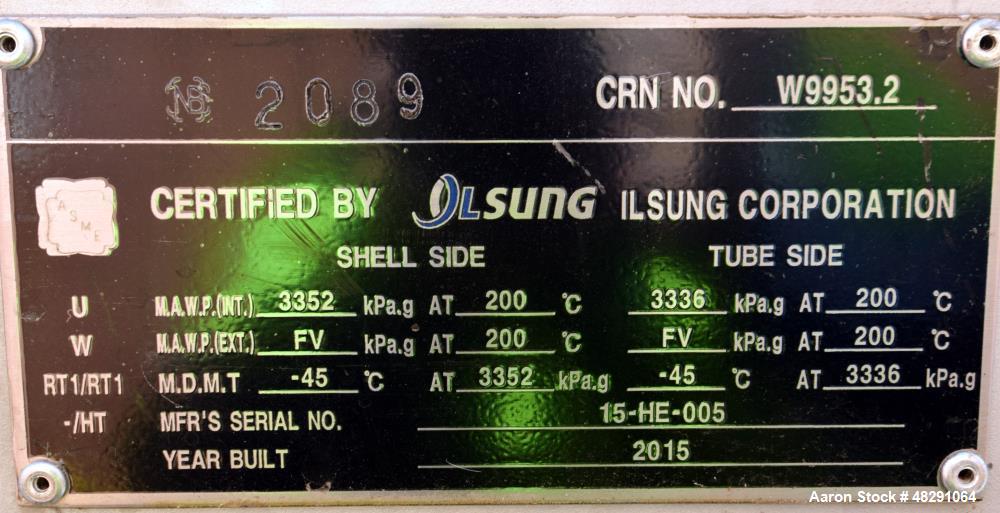 NB 2089 CRN NO. W9953.2
ASME CERTIFIED BY ILSUNG ILSUNG CORPORATION
SHELL SIDE TUBE SIDE
U M.A.W.P.(INT.) 3352 kPa.g AT 200 °C 3336 kPa.g AT 200 °C
W M.A.W.P.(EXT.) FV kPa.g AT 200 °C FV kPa.g AT 200 °C
RT1/RT1 M.D.M.T -45 °C AT 3352 kPa.g -45 °C AT 3336 kPa.g
-/HT MFR'S SERIAL NO. 15-HE-005
YEAR BUILT 2015
Aaron Stock # 48291064